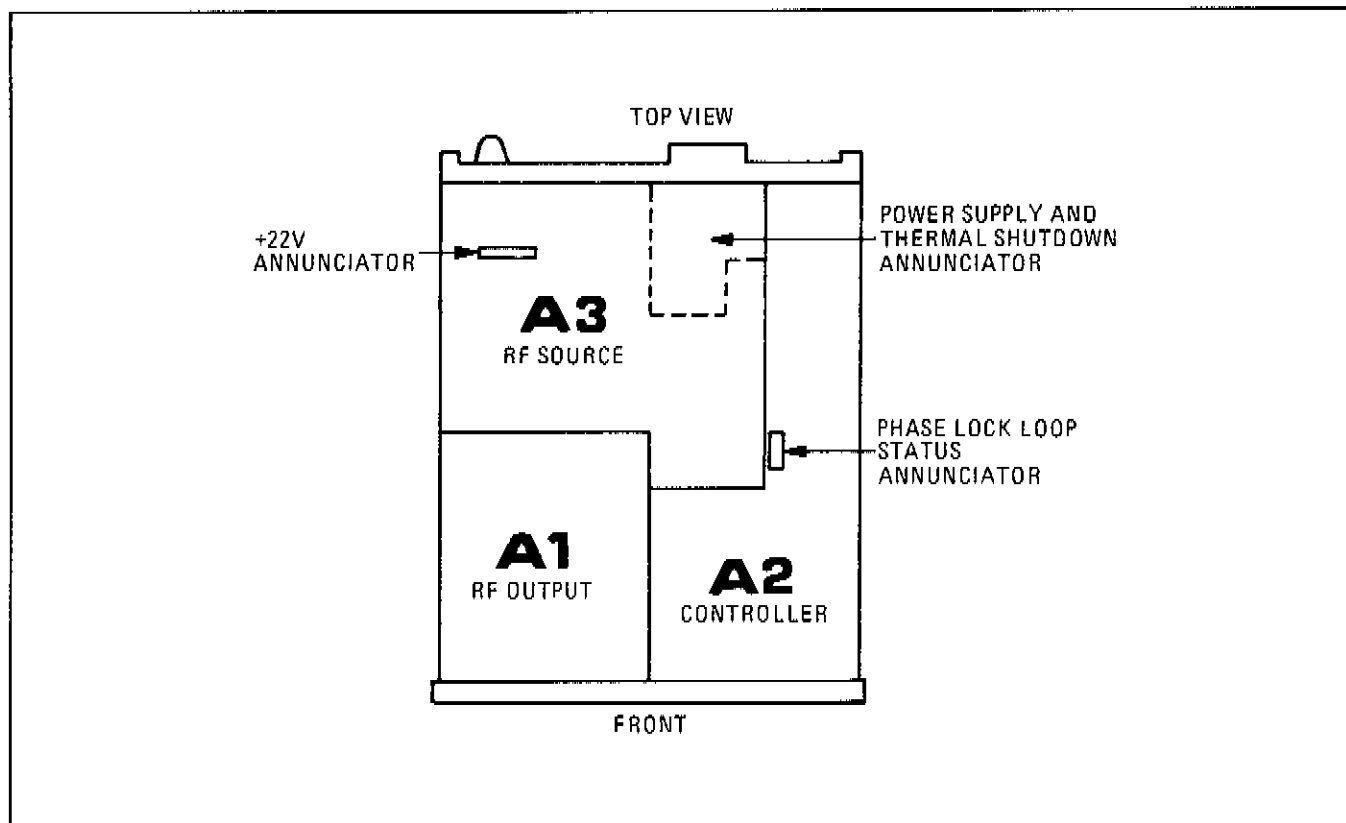 TOP VIEW
+22V
ANNUNCIATOR
POWER SUPPLY AND
THERMAL SHUTDOWN
ANNUNCIATOR
A3
RF SOURCE
PHASE LOCK LOOP
STATUS
ANNUNCIATOR
A1
RF OUTPUT
A2
CONTROLLER
FRONT